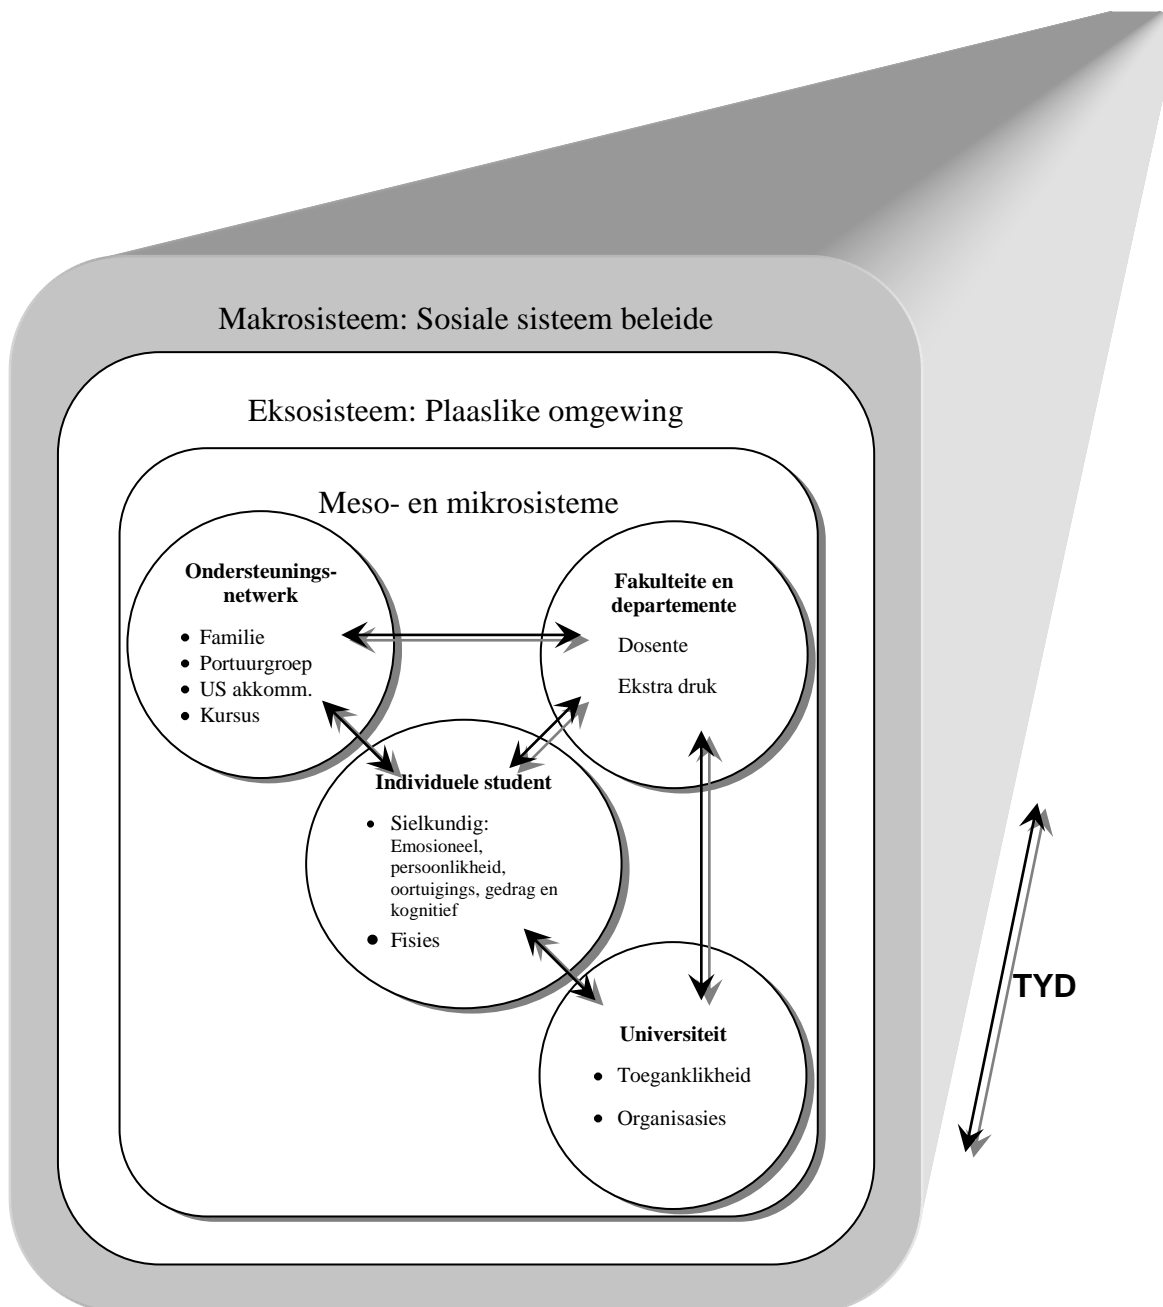 Makrosisteem: Sosiale sisteem beleide
Eksosisteem: Plaaslike omgewing
Meso- en mikrosisteme
Ondersteunings-
netwerk
• Familie
• Portuurgroep
• US akkomm.
• Kursus
Fakulteite en
departemente
Dosente
Ekstra druk
Individuele student
• Sielkundig:
Emosioneel,
persoonlikheid,
oortuigings, gedrag en
kognitief
• Fisies
Universiteit
• Toeganklikheid
• Organisasies
TYD